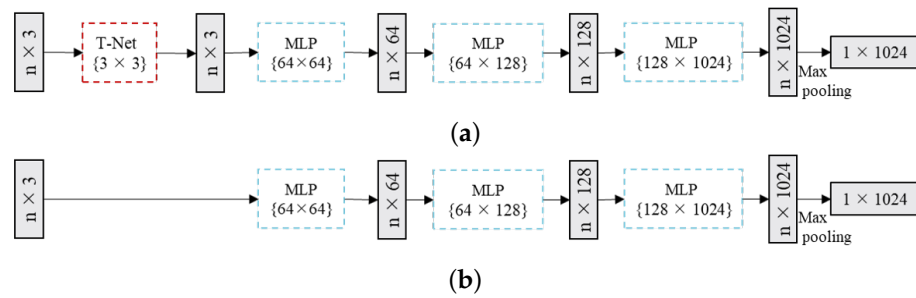 n × 3
T-Net
{3 × 3}
n × 3
MLP
{64×64}
n × 64
MLP
{64 × 128}
n × 128
MLP
{128 × 1024}
n × 1024
Max
pooling
1 × 1024
(a)
n × 3
MLP
{64×64}
n × 64
MLP
{64 × 128}
n × 128
MLP
{128 × 1024}
n × 1024
Max
pooling
1 × 1024
(b)